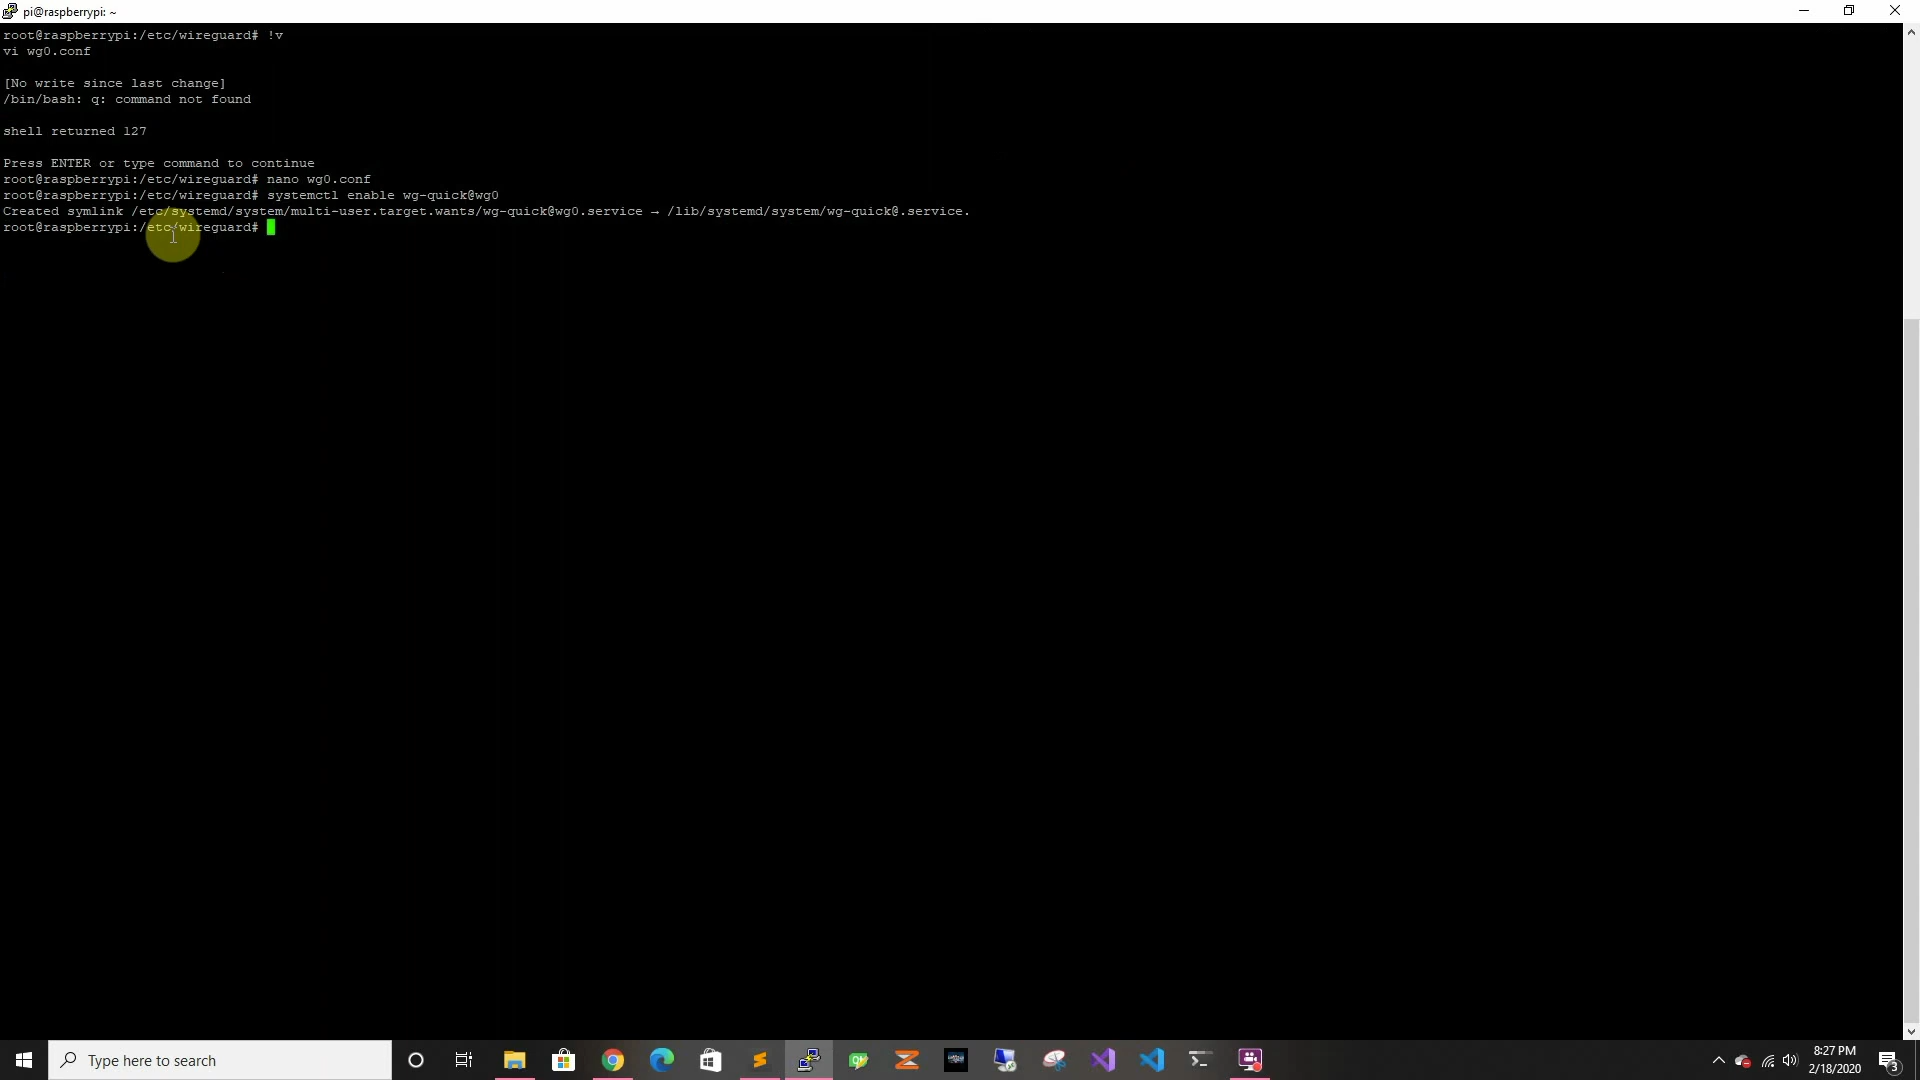 pi@raspberrypi: ~
root@raspberrypi:/etc/wireguard# !v
vi wg0.conf
[No write since last change]
/bin/bash: q: command not found
shell returned 127
Press ENTER or type command to continue
root@raspberrypi:/etc/wireguard# nano wg0.conf
root@raspberrypi:/etc/wireguard# systemctl enable wg-quick@wg0
Created symlink /etc/systemd/system/multi-user.target.wants/wg-quick@wg0.service → /lib/systemd/system/wg-quick@.service.
root@raspberrypi:/etc/wireguard#
Type here to search
8:27 PM
2/18/2020
3